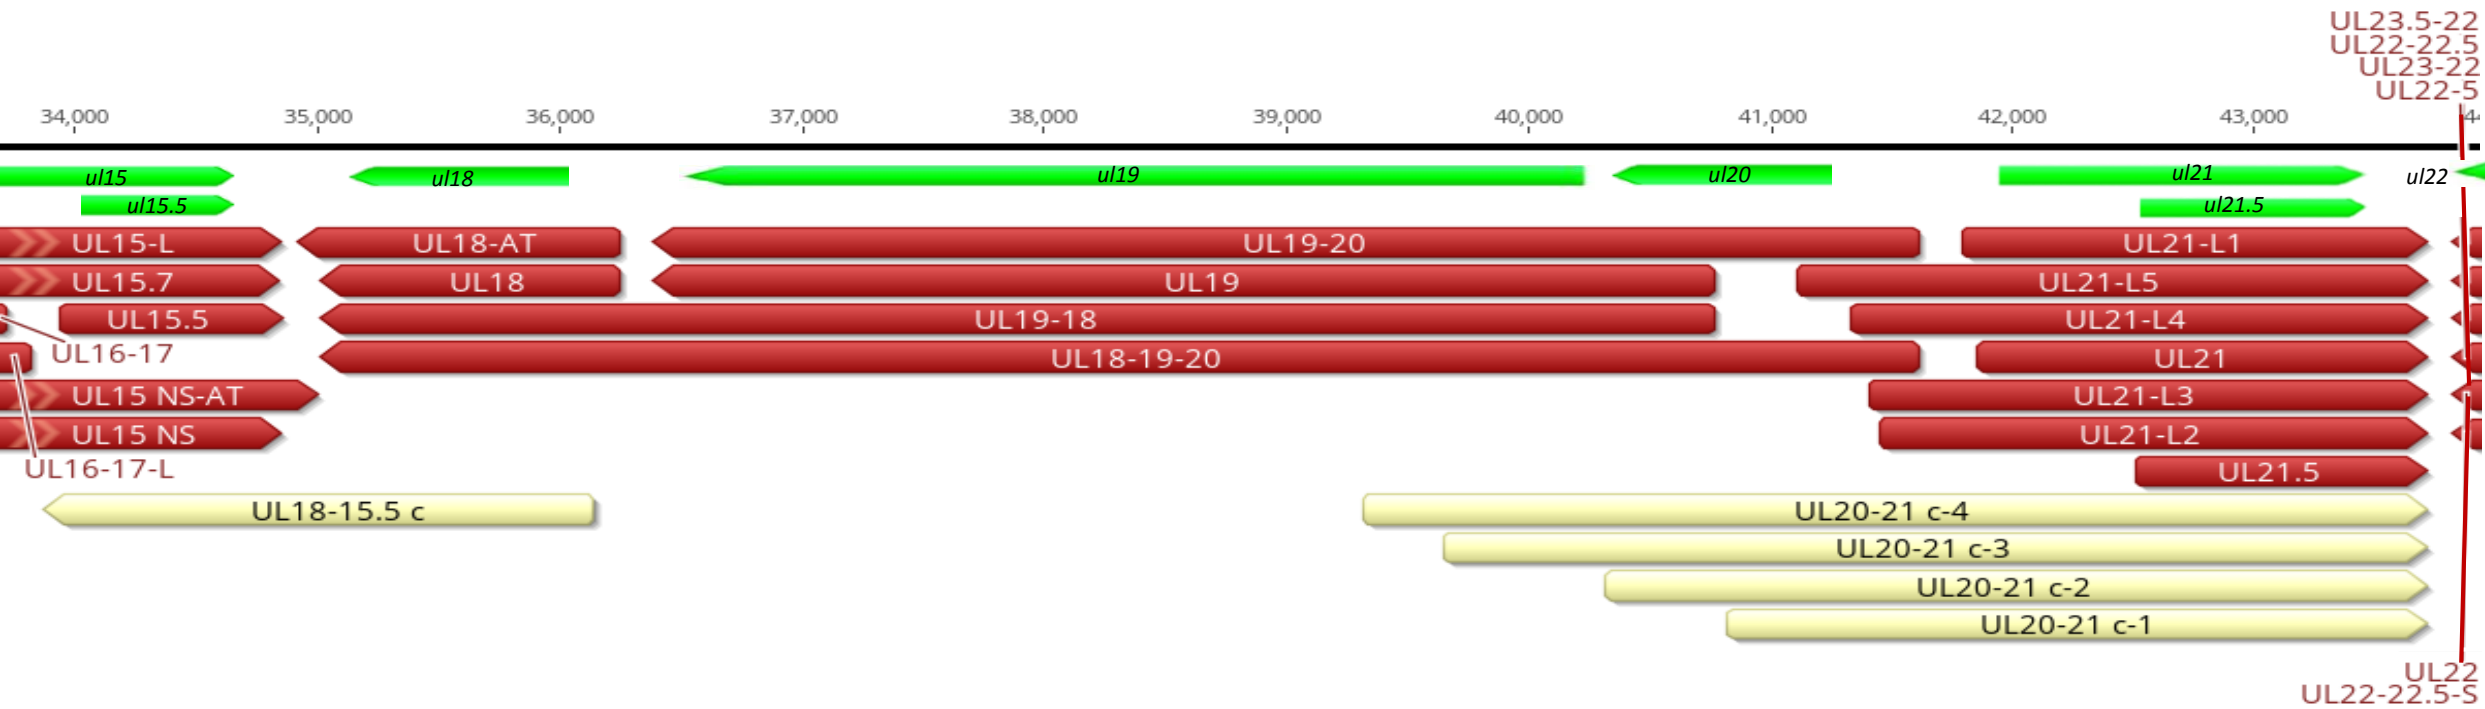 UL23.5-22
UL22-22.5
UL23-22
UL22-5
34,000 35,000 36,000 37,000 38,000 39,000 40,000 41,000 42,000 43,000
ul15 ul18 ul19 ul20 ul21 ul22
ul15.5 ul21.5
UL15-L UL18-AT UL19-20 UL21-L1
UL15.7 UL18 UL19 UL21-L5
UL15.5 UL19-18 UL21-L4
UL16-17 UL18-19-20 UL21
UL15 NS-AT UL21-L3
UL15 NS UL21-L2
UL16-17-L UL21.5
UL18-15.5 c UL20-21 c-4
UL20-21 c-3
UL20-21 c-2
UL20-21 c-1
UL22
UL22-22.5-S